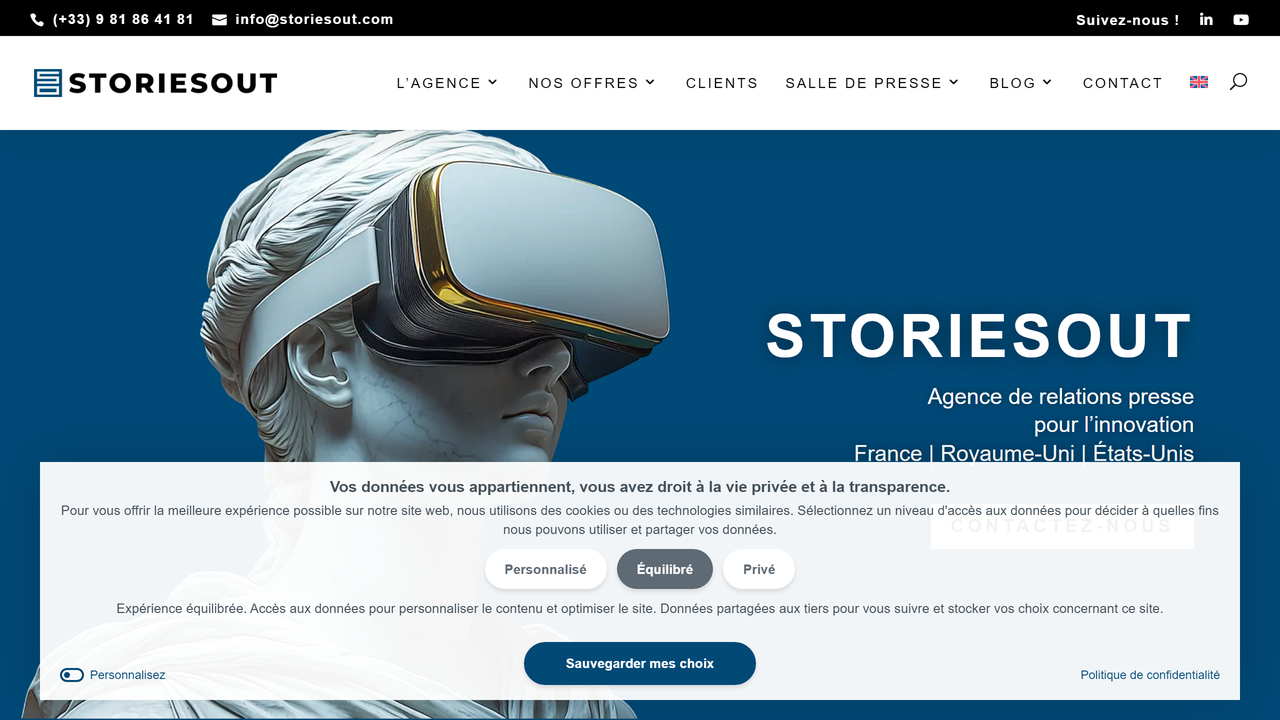 (+33) 9 81 86 41 81 info@storiesout.com Suivez-nous !
STORIESOUT L'AGENCE NOS OFFRES CLIENTS SALLE DE PRESSE BLOG CONTACT
STORIESOUT
Agence de relations presse
pour l'innovation
France | Royaume-Uni | États-Unis
CONTACTEZ-NOUS
Vos données vous appartiennent, vous avez droit à la vie privée et à la transparence.
Pour vous offrir la meilleure expérience possible sur notre site web, nous utilisons des cookies ou des technologies similaires. Sélectionnez un niveau d'accès aux données pour décider à quelles fins
nous pouvons utiliser et partager vos données.
Personnalisé Équilibré Privé
Expérience équilibrée. Accès aux données pour personnaliser le contenu et optimiser le site. Données partagées aux tiers pour vous suivre et stocker vos choix concernant ce site.
Sauvegarder mes choix
Personnalisez Politique de confidentialité